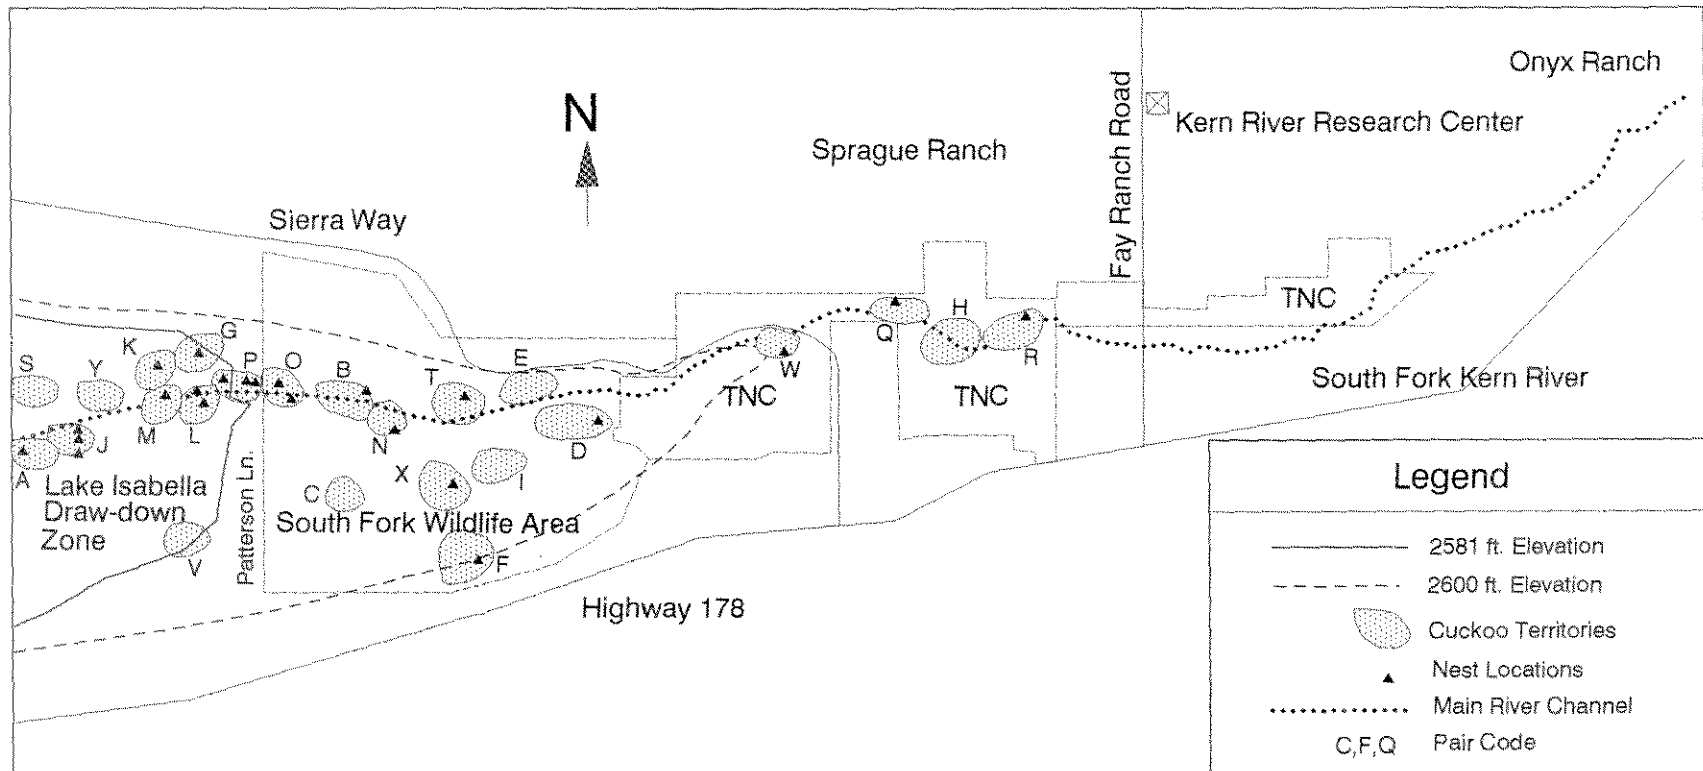 Onyx Ranch
N
Kern River Research Center
Fay Ranch Road
Sprague Ranch
Sierra Way
TNC
G
K
S
Y
P
O
B
T
E
W
Q
H
R
TNC
TNC
South Fork Kern River
M
L
J
A
N
D
X
I
C
V
F
Lake Isabella
Draw-down
Zone
Patterson Ln.
South Fork Wildlife Area
Highway 178
Legend
2581 ft. Elevation
2600 ft. Elevation
Cuckoo Territories
Nest Locations
Main River Channel
C,F,Q Pair Code